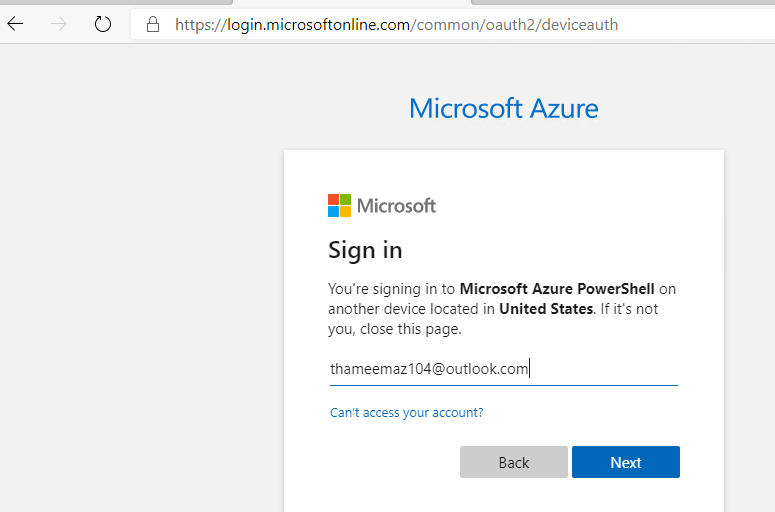 https://login.microsoftonline.com/common/oauth2/deviceauth
Microsoft Azure
Microsoft
Sign in
You're signing in to Microsoft Azure PowerShell on
another device located in United States. If it's not
you, close this page.
thameemaz104@outlook.com
Can't access your account?
Back
Next